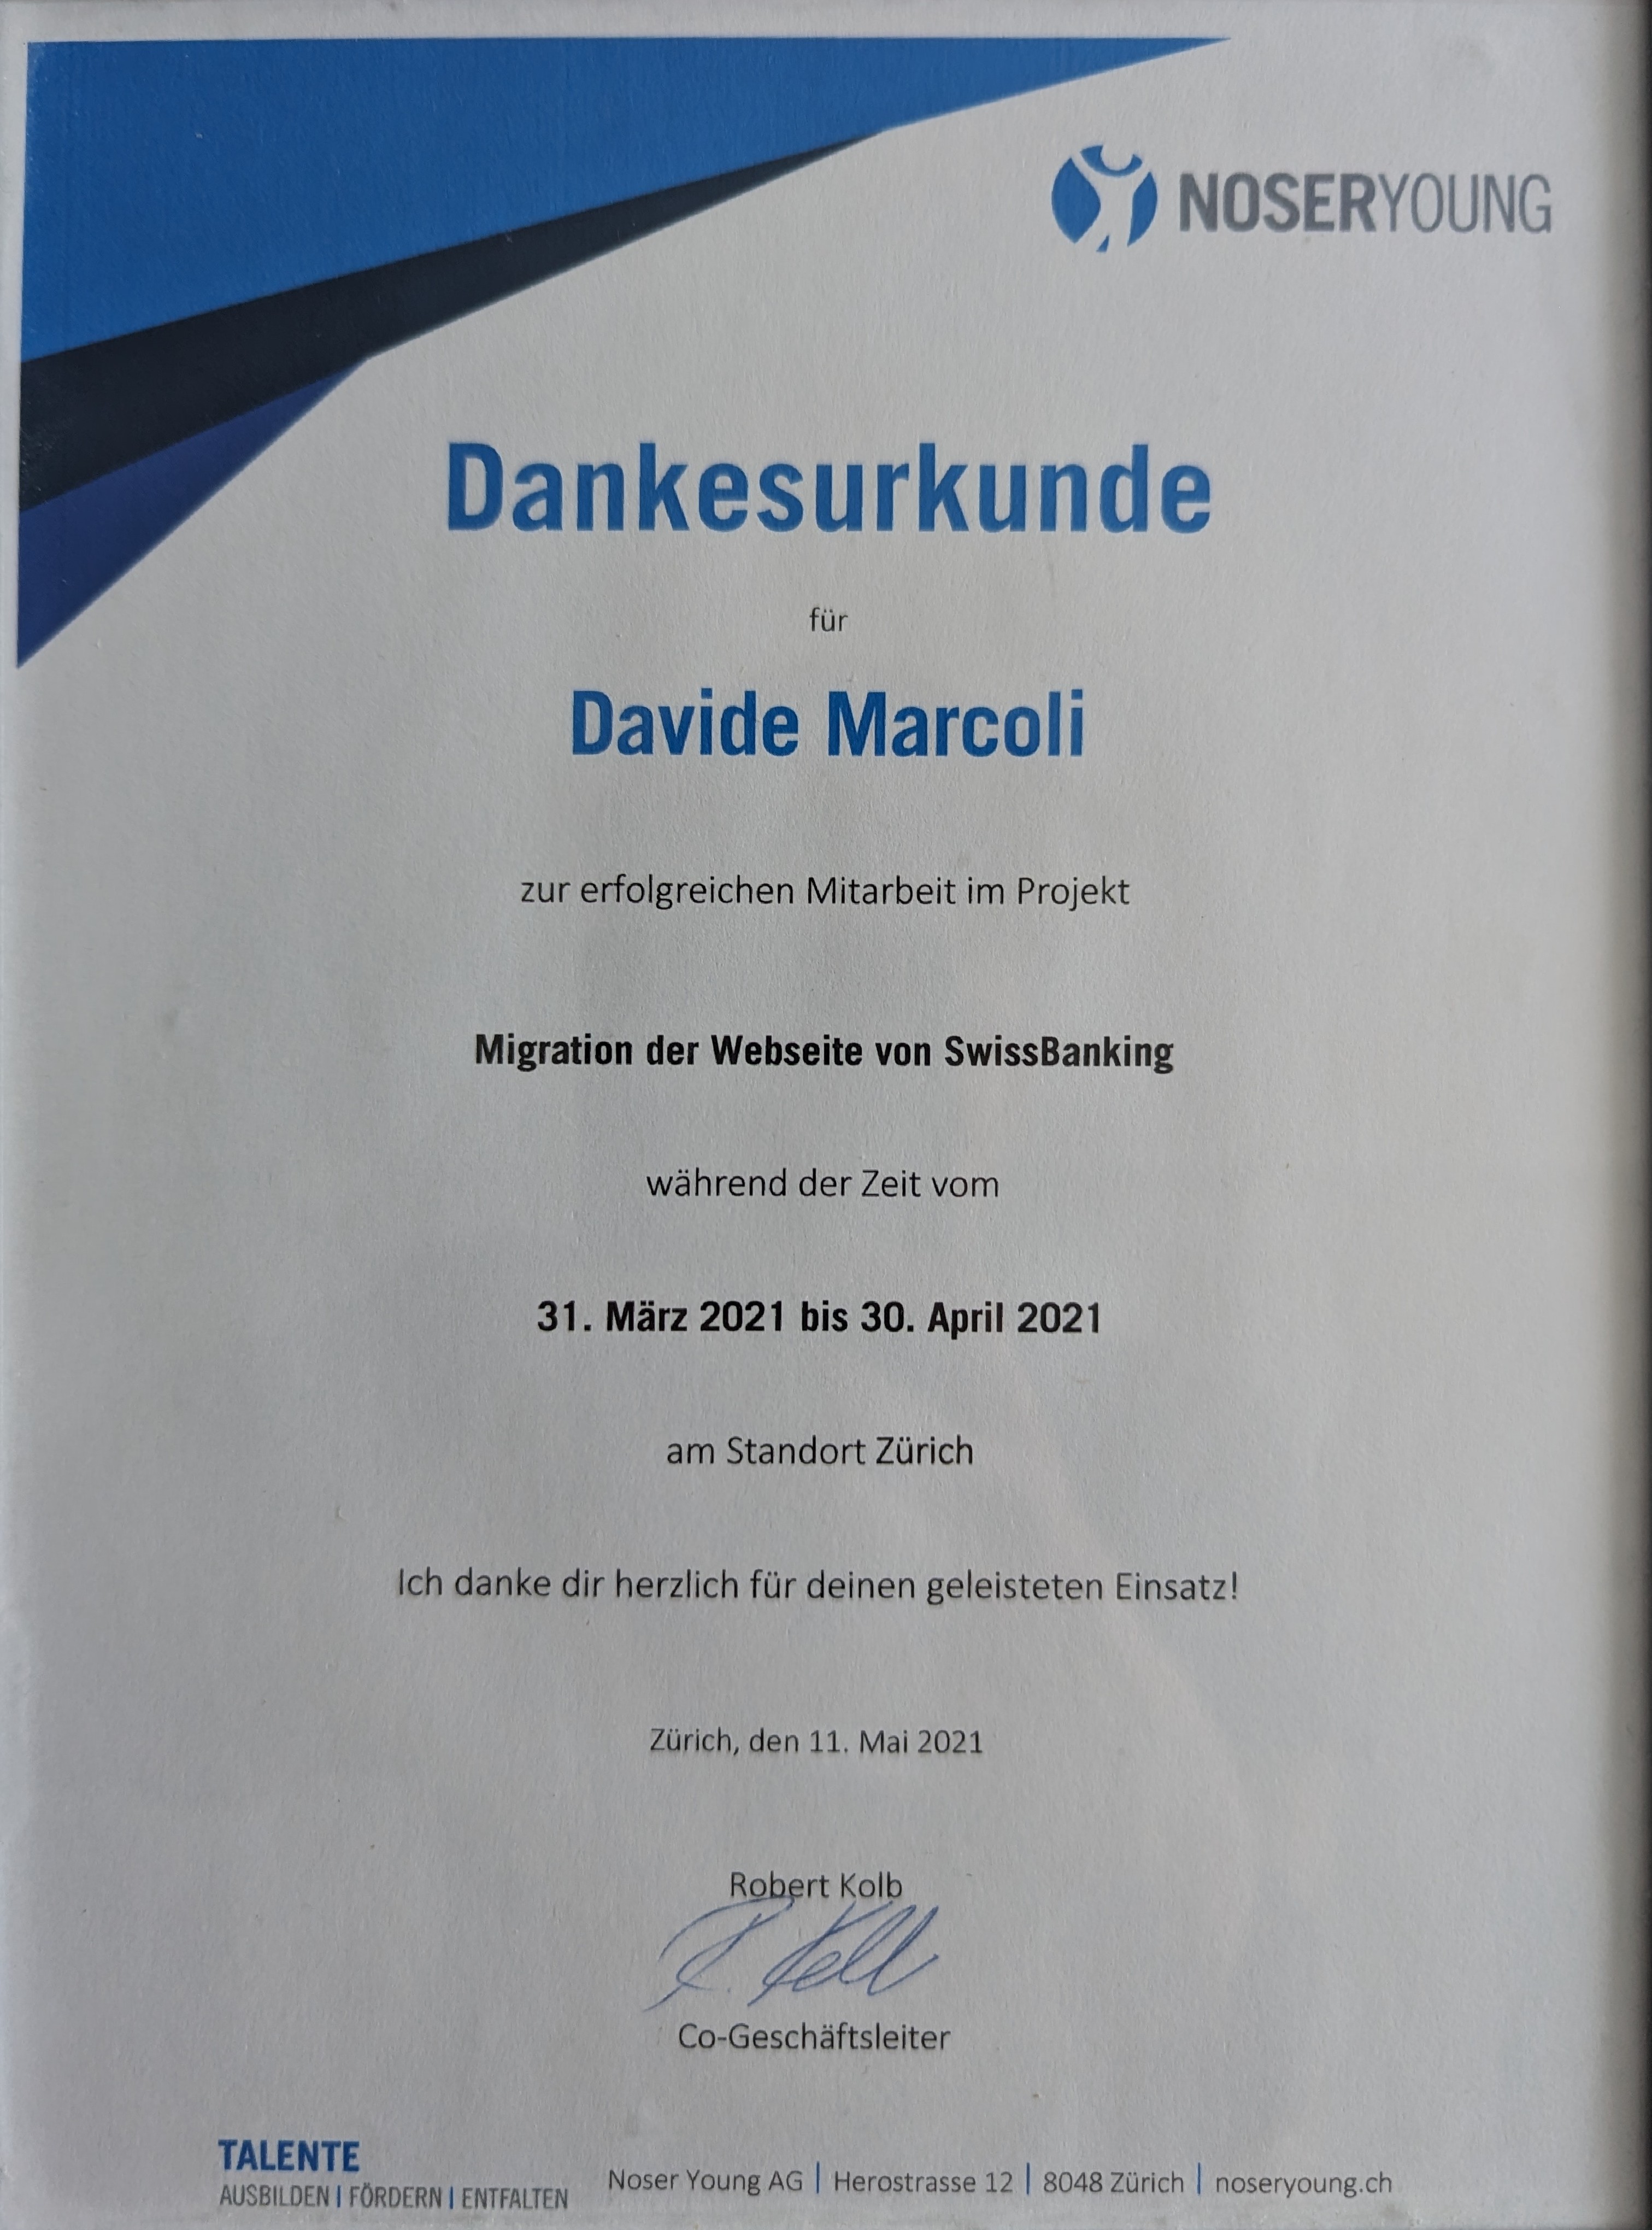 NOSERYOUNG
Dankesurkunde
für
Davide Marcoli
zur erfolgreichen Mitarbeit im Projekt
Migration der Webseite von SwissBanking
während der Zeit vom
31. März 2021 bis 30. April 2021
am Standort Zürich
Ich danke dir herzlich für deinen geleisteten Einsatz!
Zürich, den 11. Mai 2021
Robert Kolb
R. Kolb
Co-Geschäftsleiter
TALENTE
AUSBILDEN | FÖRDERN | ENTFALTEN
Noser Young AG | Herostrasse 12 | 8048 Zürich | noseryoung.ch